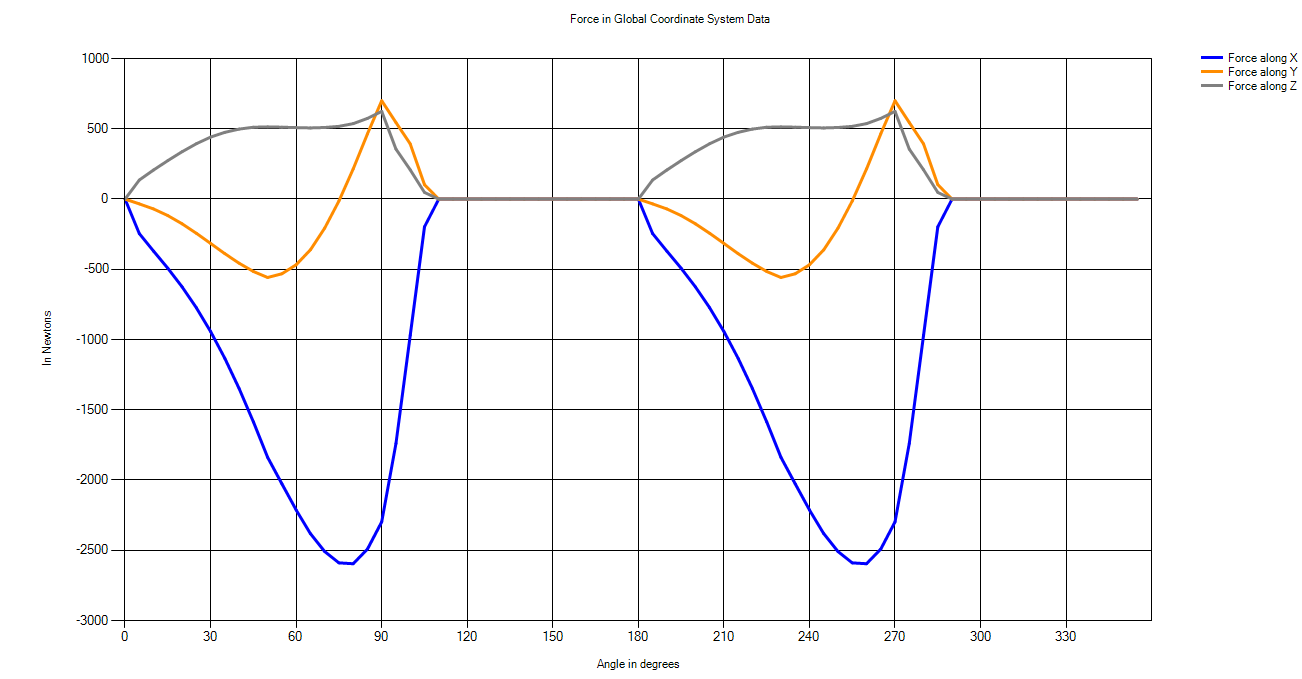 Force in Global Coordinate System Data
Force along X
Force along Y
Force along Z
1000
500
0
-500
-1000
-1500
-2000
-2500
-3000
In Newtons
0 30 60 90 120 150 180 210 240 270 300 330
Angle in degrees